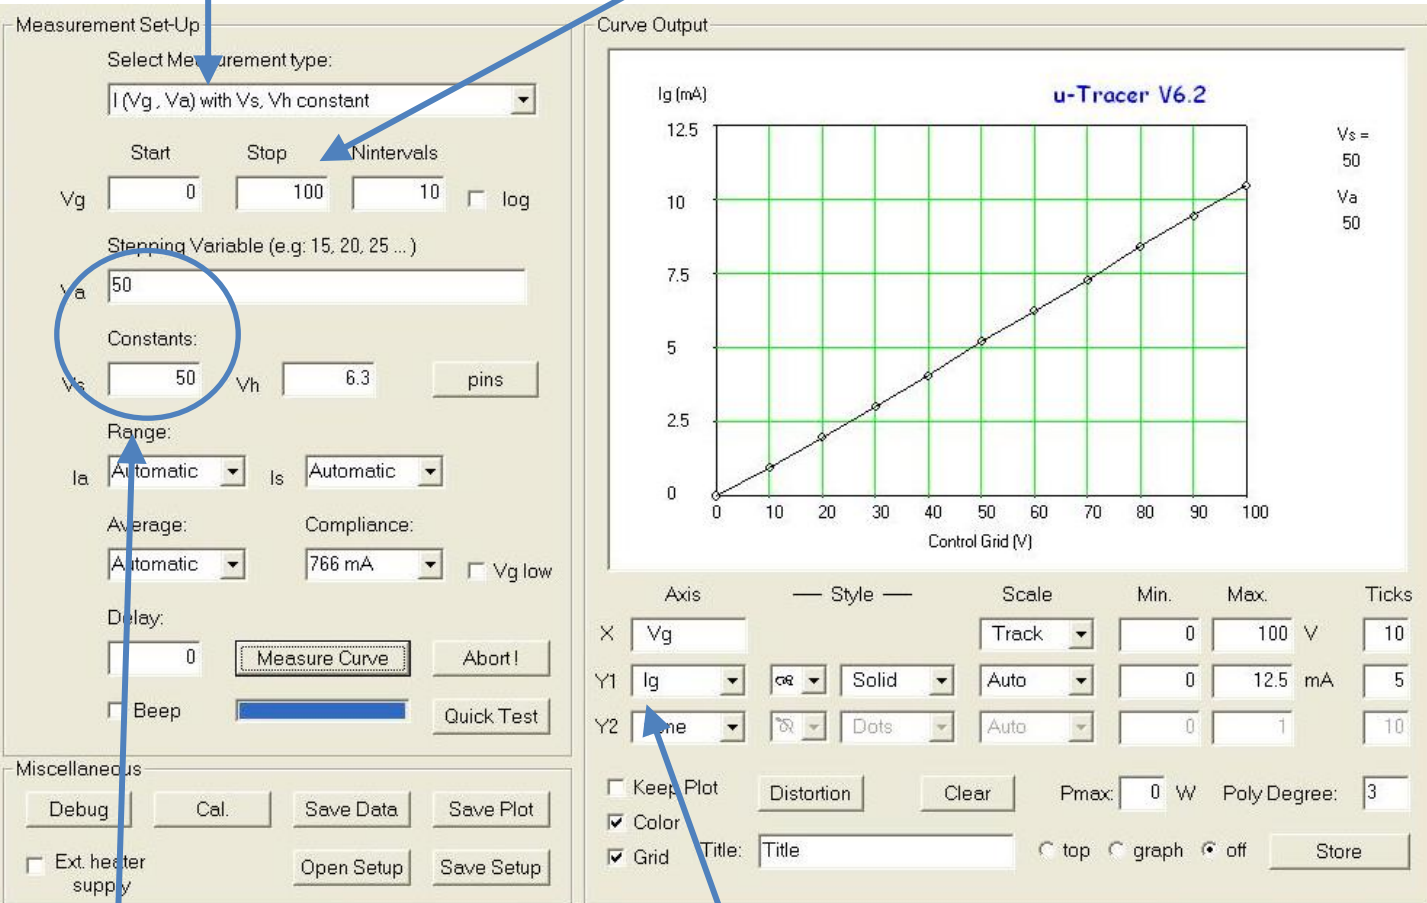 Measurement Set-Up
Select Measurement type:
I (Vg , Va) with Vs, Vh constant
Start Stop Nintervals
Vg 0 100 10 log
Stepping Variable (e.g: 15, 20, 25 ... )
Va 50
Constants:
Vs 50 Vh 6.3 pins
Range:
Ia Automatic Is Automatic
Average: Compliance:
Automatic 766 mA Vg low
Delay:
0 Measure Curve Abort !
Beep Quick Test
Miscellaneous
Debug Cal. Save Data Save Plot
Ext. heater
supply
Open Setup Save Setup
Curve Output
Ig (mA) u-Tracer V6.2
12.5
10
7.5
5
2.5
0
0 10 20 30 40 50 60 70 80 90 100
Control Grid (V)
Vs =
50
Va
50
Axis Style Scale Min. Max. Ticks
X Vg Track 0 100 V 10
Y1 Ig Solid Auto 0 12.5 mA 5
Y2 None Dots Auto 0 1 10
Keep Plot Distortion Clear Pmax: 0 W Poly Degree: 3
Color
Grid Title: Title top graph off Store